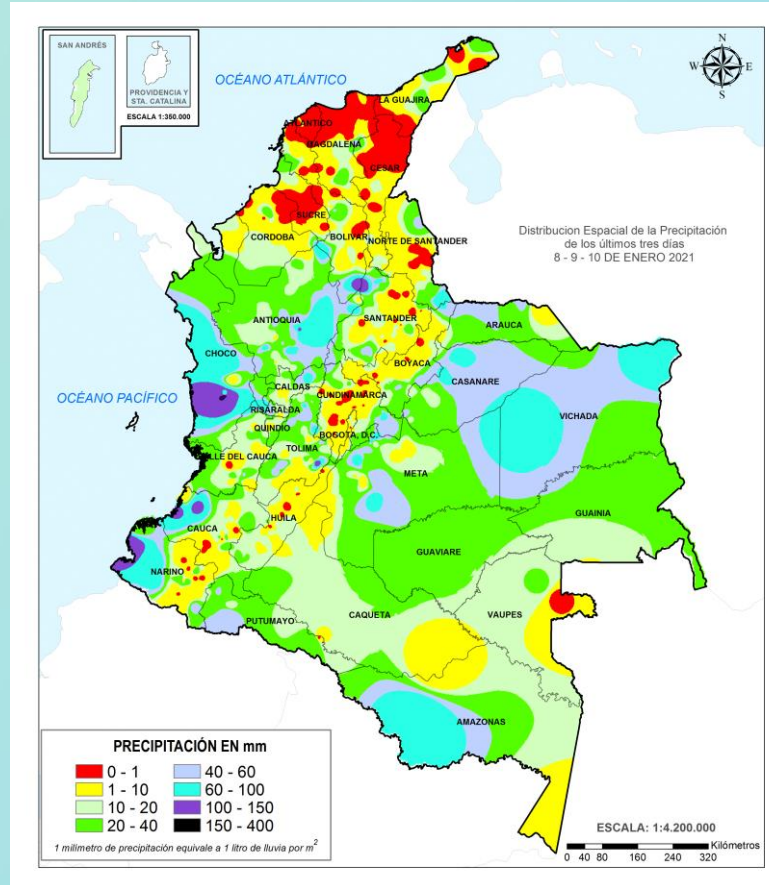 SAN ANDRÉS
PROVIDENCIA Y
STA. CATALINA
ESCALA 1:350.000
OCÉANO ATLÁNTICO
N
W
E
S
LA GUAJIRA
ATLANTICO
MAGDALENA
CESAR
SUCRE
CORDOBA
BOLIVAR
NORTE DE SANTANDER
Distribucion Espacial de la Precipitación
de los últimos tres días
8 - 9 - 10 DE ENERO 2021
ANTIOQUIA
SANTANDER
ARAUCA
CHOCO
BOYACA
CASANARE
OCÉANO PACÍFICO
CALDAS
CUNDINAMARCA
RISARALDA
VICHADA
QUINDIO
BOGOTA, D.C.
TOLIMA
VALLE DEL CAUCA
META
CAUCA
HUILA
GUAINIA
GUAVIARE
NARIÑO
CAQUETA
VAUPES
PUTUMAYO
AMAZONAS
PRECIPITACIÓN EN mm
0 - 1
40 - 60
1 - 10
60 - 100
10 - 20
100 - 150
20 - 40
150 - 400
1 milimetro de precipitación equivale a 1 litro de lluvia por m2
ESCALA: 1:4.200.000
Kilómetros
0 40 80 160 240 320